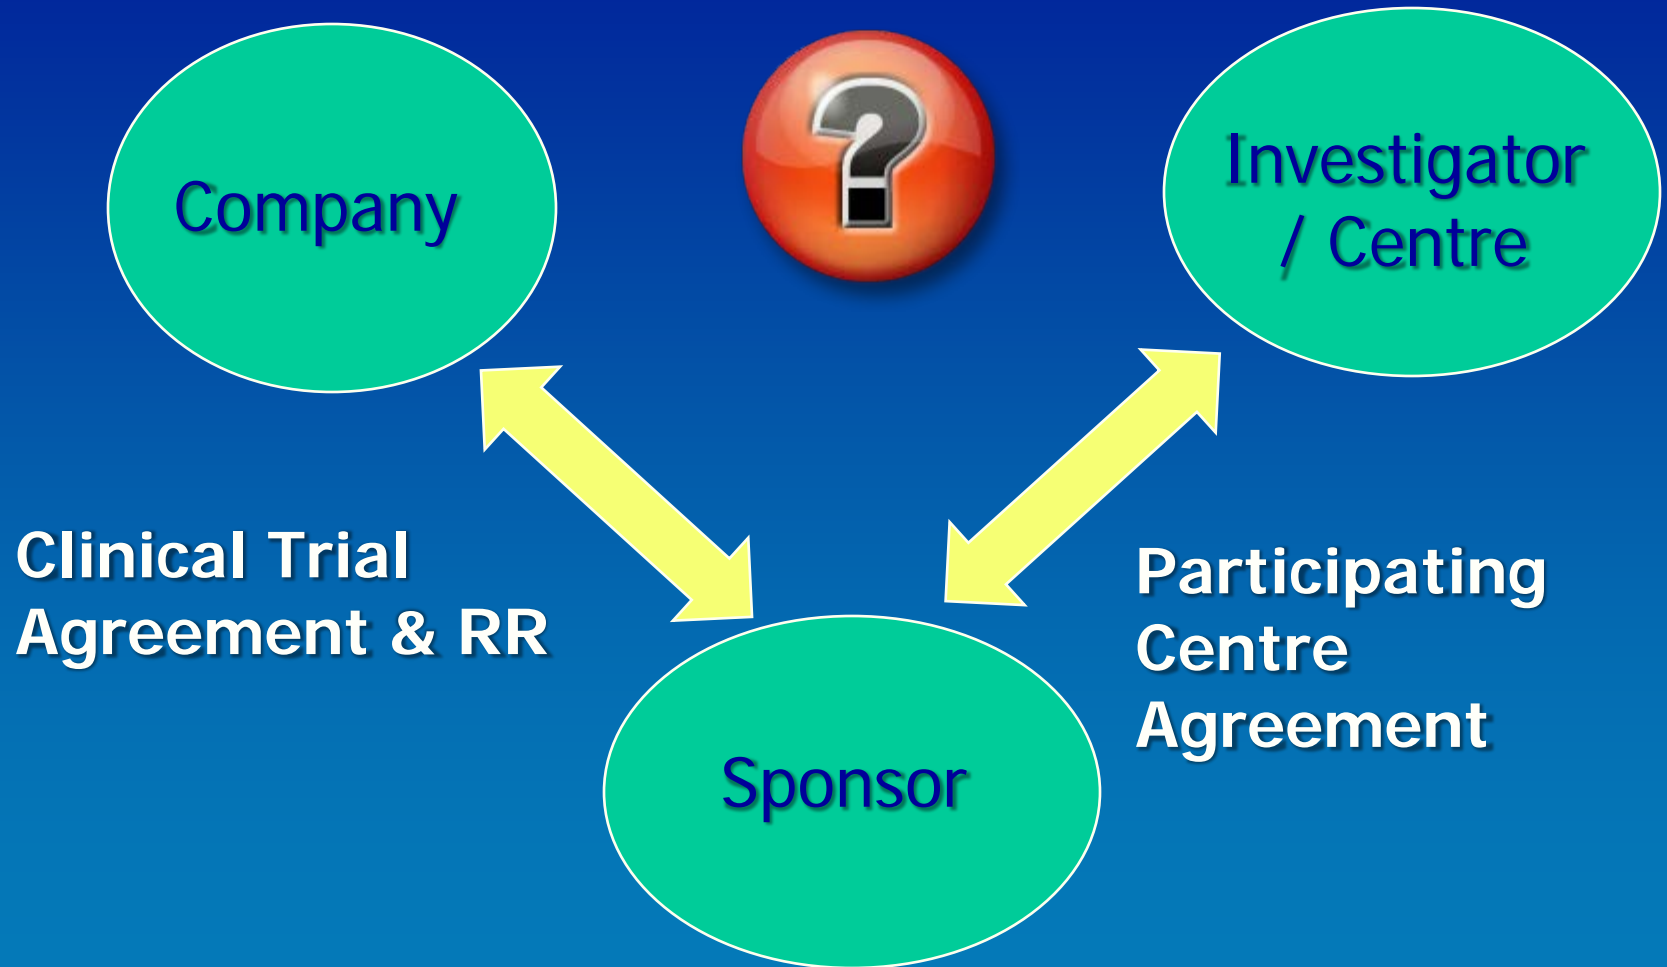 Company
?
Investigator
/ Centre
Clinical Trial
Agreement & RR
Participating
Centre
Agreement
Sponsor